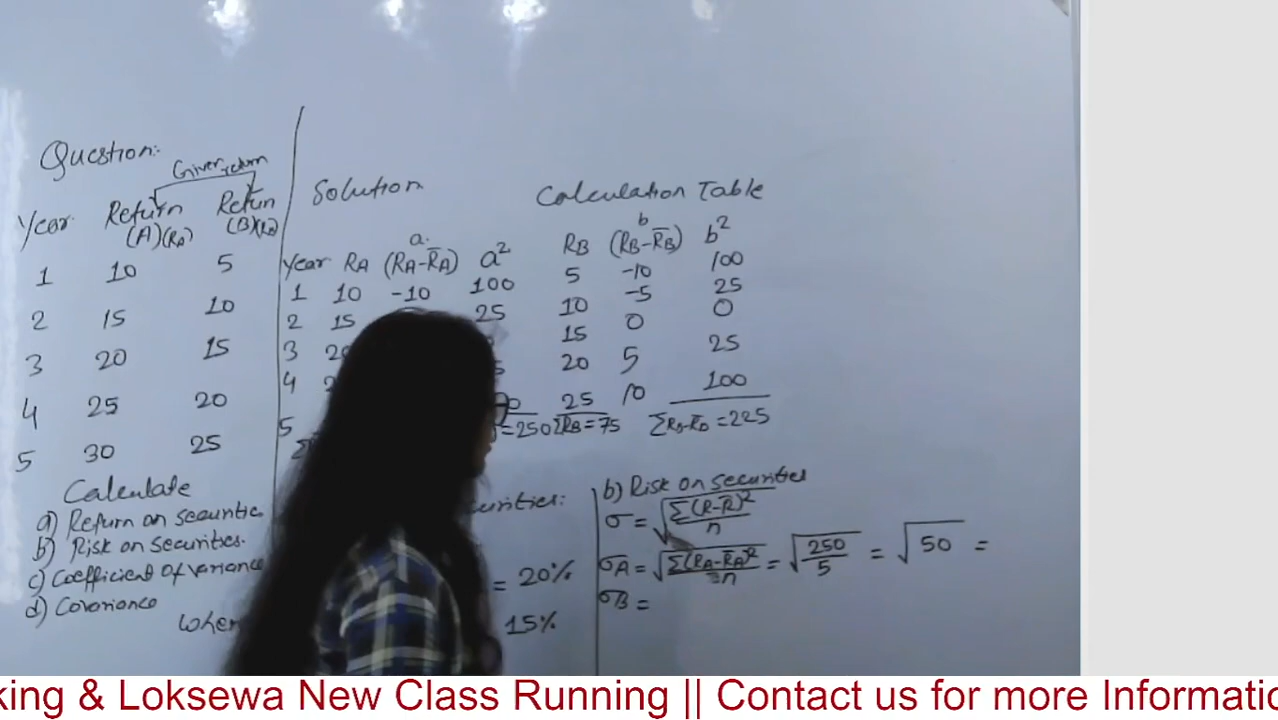 Question:
Given return
Year Return Return
(A)(RA) (B)(RB)
1 10 5
2 15 10
3 20 15
4 25 20
5 30 25
Calculate
a) Return on securities
b) Risk on securities.
c) Coefficient of variance
d) Covariance
Solution
Calculation Table
a. b
Year RA (RA-R̅A) a² RB (RB-R̅B) b²
1 10 -10 100 5 -10 100
2 15 25 10 -5 25
3 15 0 0
4 20 5 25
5 25 10 100
=250 ΣRB=75 ΣRB-R̅B=225
= 20%
15%
b) Risk on securities
σ = √Σ(R-R̅)²/n
σA = √Σ(RA-R̅A)²/n = √250/5 = √50 =
σB =
king & Loksewa New Class Running || Contact us for more Informatio